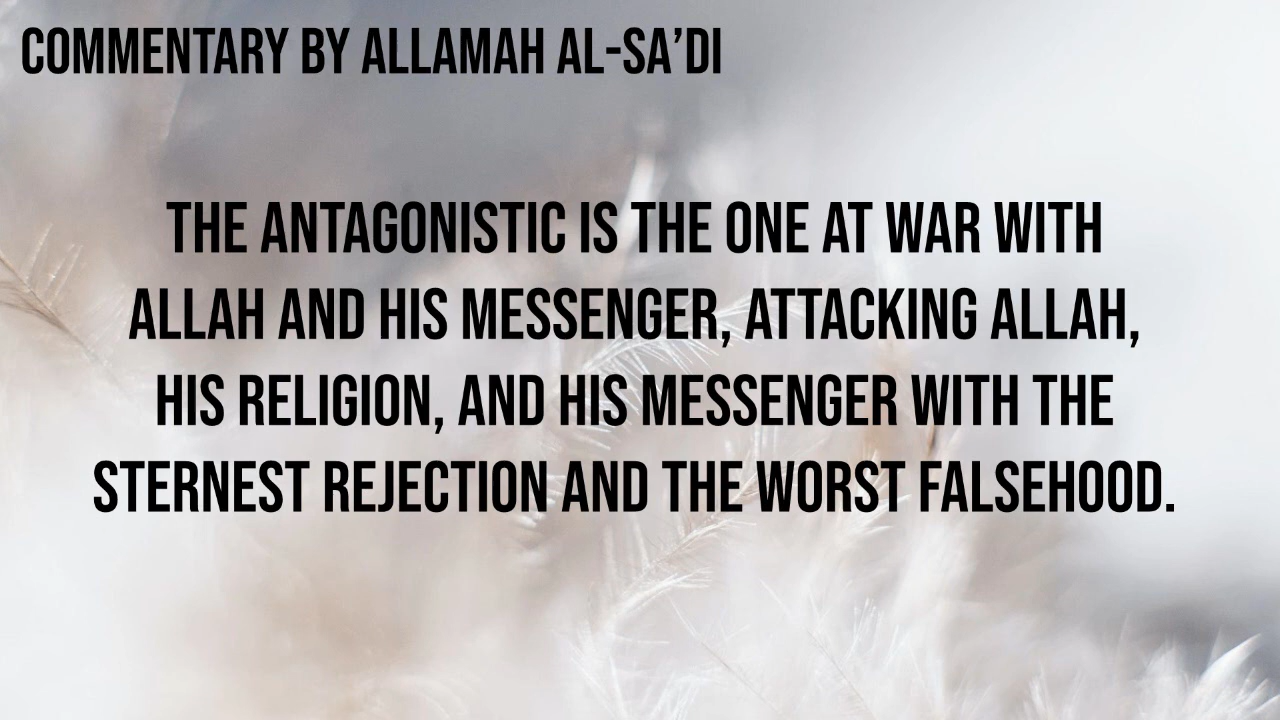 COMMENTARY BY ALLAMAH AL-SA’DI
THE ANTAGONISTIC IS THE ONE AT WAR WITH
ALLAH AND HIS MESSENGER, ATTACKING ALLAH,
HIS RELIGION, AND HIS MESSENGER WITH THE
STERNEST REJECTION AND THE WORST FALSEHOOD.